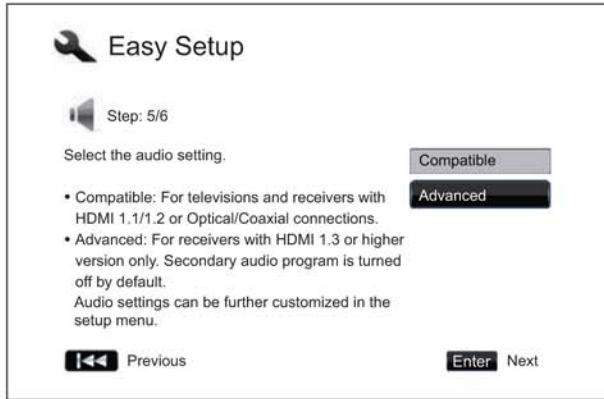 Easy Setup
Step: 5/6
Select the audio setting.
Compatible
Advanced
• Compatible: For televisions and receivers with
HDMI 1.1/1.2 or Optical/Coaxial connections.
• Advanced: For receivers with HDMI 1.3 or higher
version only. Secondary audio program is turned
off by default.
Audio settings can be further customized in the
setup menu.
Previous
Enter Next